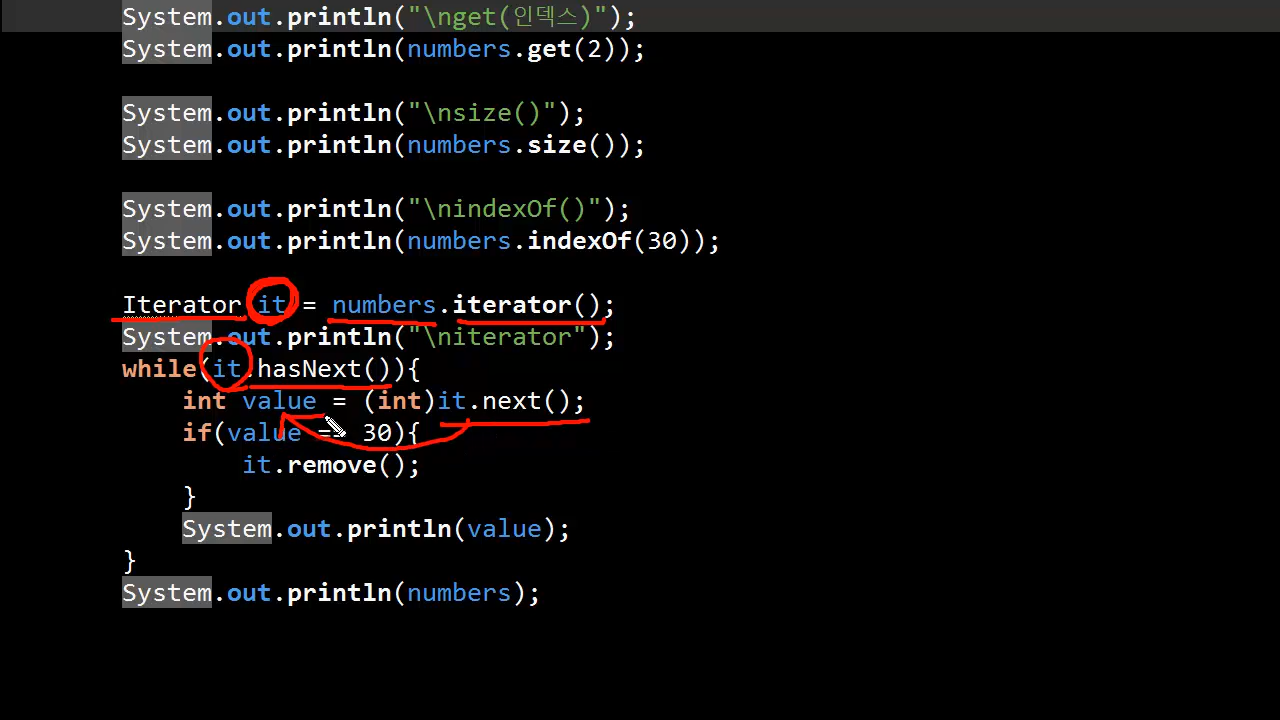 System.out.println("\nget(인덱스)");
System.out.println(numbers.get(2));
System.out.println("\nsize()");
System.out.println(numbers.size());
System.out.println("\nindexOf()");
System.out.println(numbers.indexOf(30));
Iterator it = numbers.iterator();
System.out.println("\niterator");
while(it.hasNext()){
int value = (int)it.next();
if(value == 30){
it.remove();
}
System.out.println(value);
}
System.out.println(numbers);